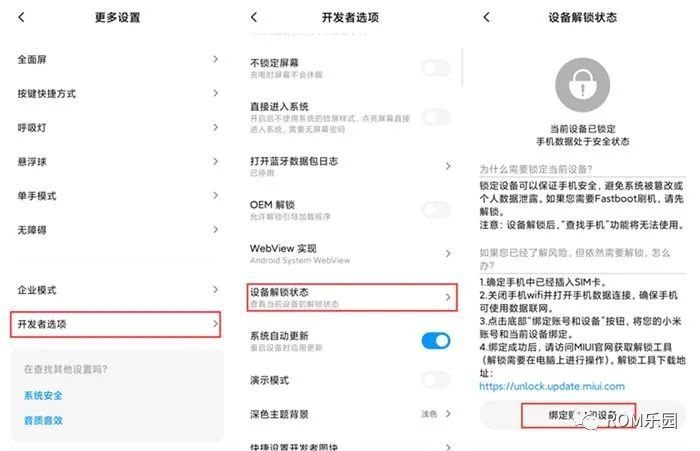 更多设置
全面屏
按键快捷方式
呼吸灯
悬浮球
单手模式
无障碍
企业模式
开发者选项
在查找其他设置吗?
系统安全
音质音效
开发者选项
不锁定屏幕
充电时屏幕不会休眠
直接进入系统
开启后不使用系统的锁屏样式，点亮屏幕直
接进入系统，需要无屏幕密码
打开蓝牙数据包日志
已停用
OEM 解锁
允许解锁引导加载程序
WebView 实现
Android System WebView
设备解锁状态
查看当前设备的解锁状态
系统自动更新
重启设备时应用更新
演示模式
深色主题背景
浅色
快捷设置开发者图块
设备解锁状态
当前设备已锁定
手机数据处于安全状态
为什么需要锁定当前设备?
锁定设备可以保证手机安全，避免系统被篡改或
个人数据泄露。如果您需要Fastboot刷机，请先
解锁。
注意：设备解锁后，“查找手机”功能将无法使用。
如果您已经了解风险，但依然需要解锁，怎么
办?
1.确定手机中已经插入SIM卡。
2.关闭手机wifi并打开手机数据连接，确保手机
可使用数据联网。
3.点击底部“绑定账号和设备”按钮，将您的小米
账号和当前设备绑定。
4.绑定成功后，请访问MIUI官网获取解锁工具
（解锁需要在电脑上进行操作）。解锁工具下载地
址：
https://unlock.update.miui.com
绑定账号和设备
ROM乐园